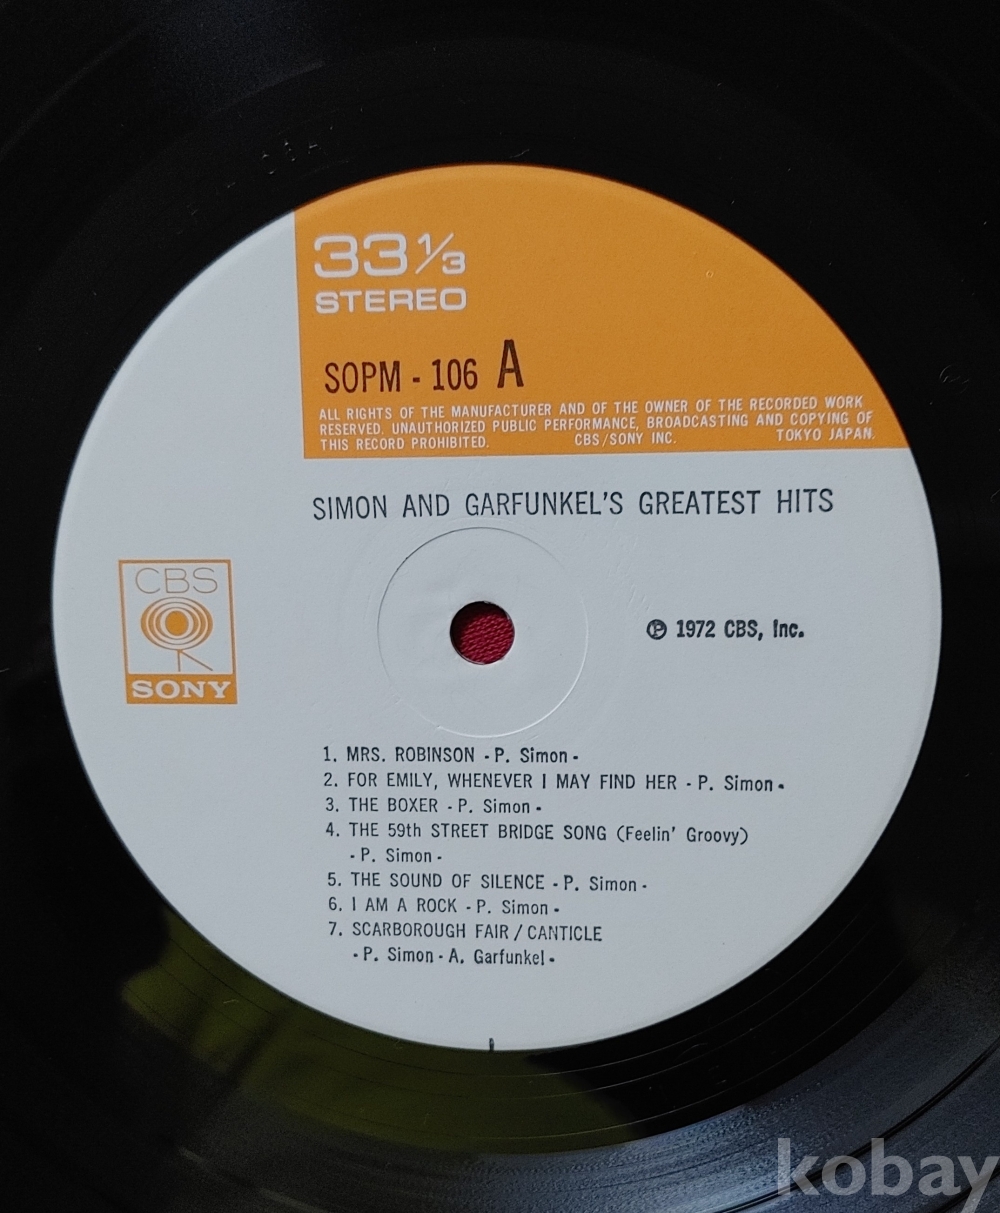 33 1/3
STEREO
SOPM - 106 A
ALL RIGHTS OF THE MANUFACTURER AND OF THE OWNER OF THE RECORDED WORK
RESERVED. UNAUTHORIZED PUBLIC PERFORMANCE, BROADCASTING AND COPYING OF
THIS RECORD PROHIBITED. CBS/SONY INC. TOKYO JAPAN.
SIMON AND GARFUNKEL'S GREATEST HITS
CBS
SONY
℗ 1972 CBS, Inc.
1. MRS. ROBINSON - P. Simon -
2. FOR EMILY, WHENEVER I MAY FIND HER - P. Simon -
3. THE BOXER - P. Simon -
4. THE 59th STREET BRIDGE SONG (Feelin' Groovy)
- P. Simon -
5. THE SOUND OF SILENCE - P. Simon -
6. I AM A ROCK - P. Simon -
7. SCARBOROUGH FAIR / CANTICLE
- P. Simon - A. Garfunkel -
kobay